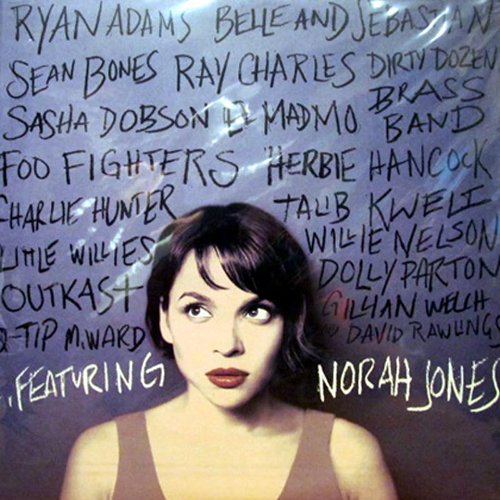 RYAN ADAMS BELLE AND SEBASTIAN
SEAN BONES RAY CHARLES DIRTY DOZEN
BRASS
SASHA DOBSON EL MADMO BAND
FOO FIGHTERS HERBIE HANCOCK
CHARLIE HUNTER TALIB KWELI
LITTLE WILLIES WILLIE NELSON
OUTKAST DOLLY PARTON
GILLIAN WELCH
Q-TIP M.WARD AND DAVID RAWLINGS
...FEATURING NORAH JONES